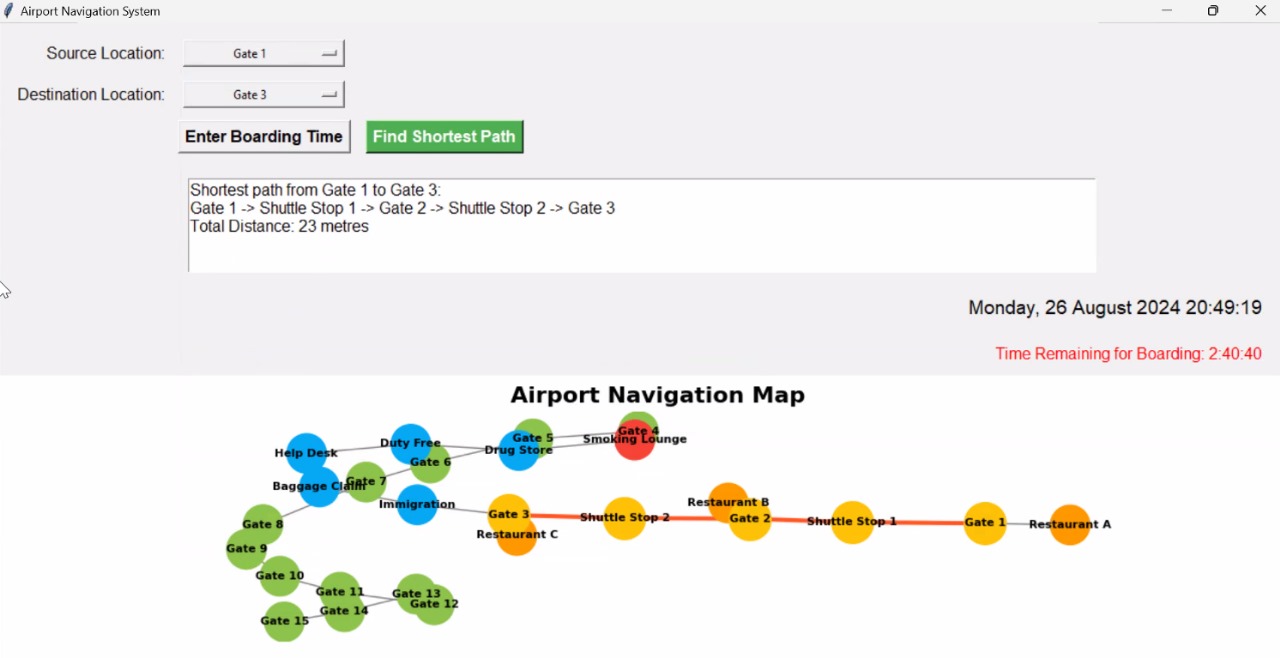 Airport Navigation System
Source Location: Gate 1
Destination Location: Gate 3
Enter Boarding Time Find Shortest Path
Shortest path from Gate 1 to Gate 3:
Gate 1 -> Shuttle Stop 1 -> Gate 2 -> Shuttle Stop 2 -> Gate 3
Total Distance: 23 metres
Monday, 26 August 2024 20:49:19
Time Remaining for Boarding: 2:40:40
Airport Navigation Map
Gate 4
Smoking Lounge
Gate 5
Drug Store
Duty Free
Help Desk
Gate 6
Gate 7
Baggage Claim
Immigration
Restaurant B
Gate 3
Shuttle Stop 2
Gate 2
Shuttle Stop 1
Gate 1
Restaurant A
Restaurant C
Gate 8
Gate 9
Gate 10
Gate 11
Gate 13
Gate 12
Gate 14
Gate 15